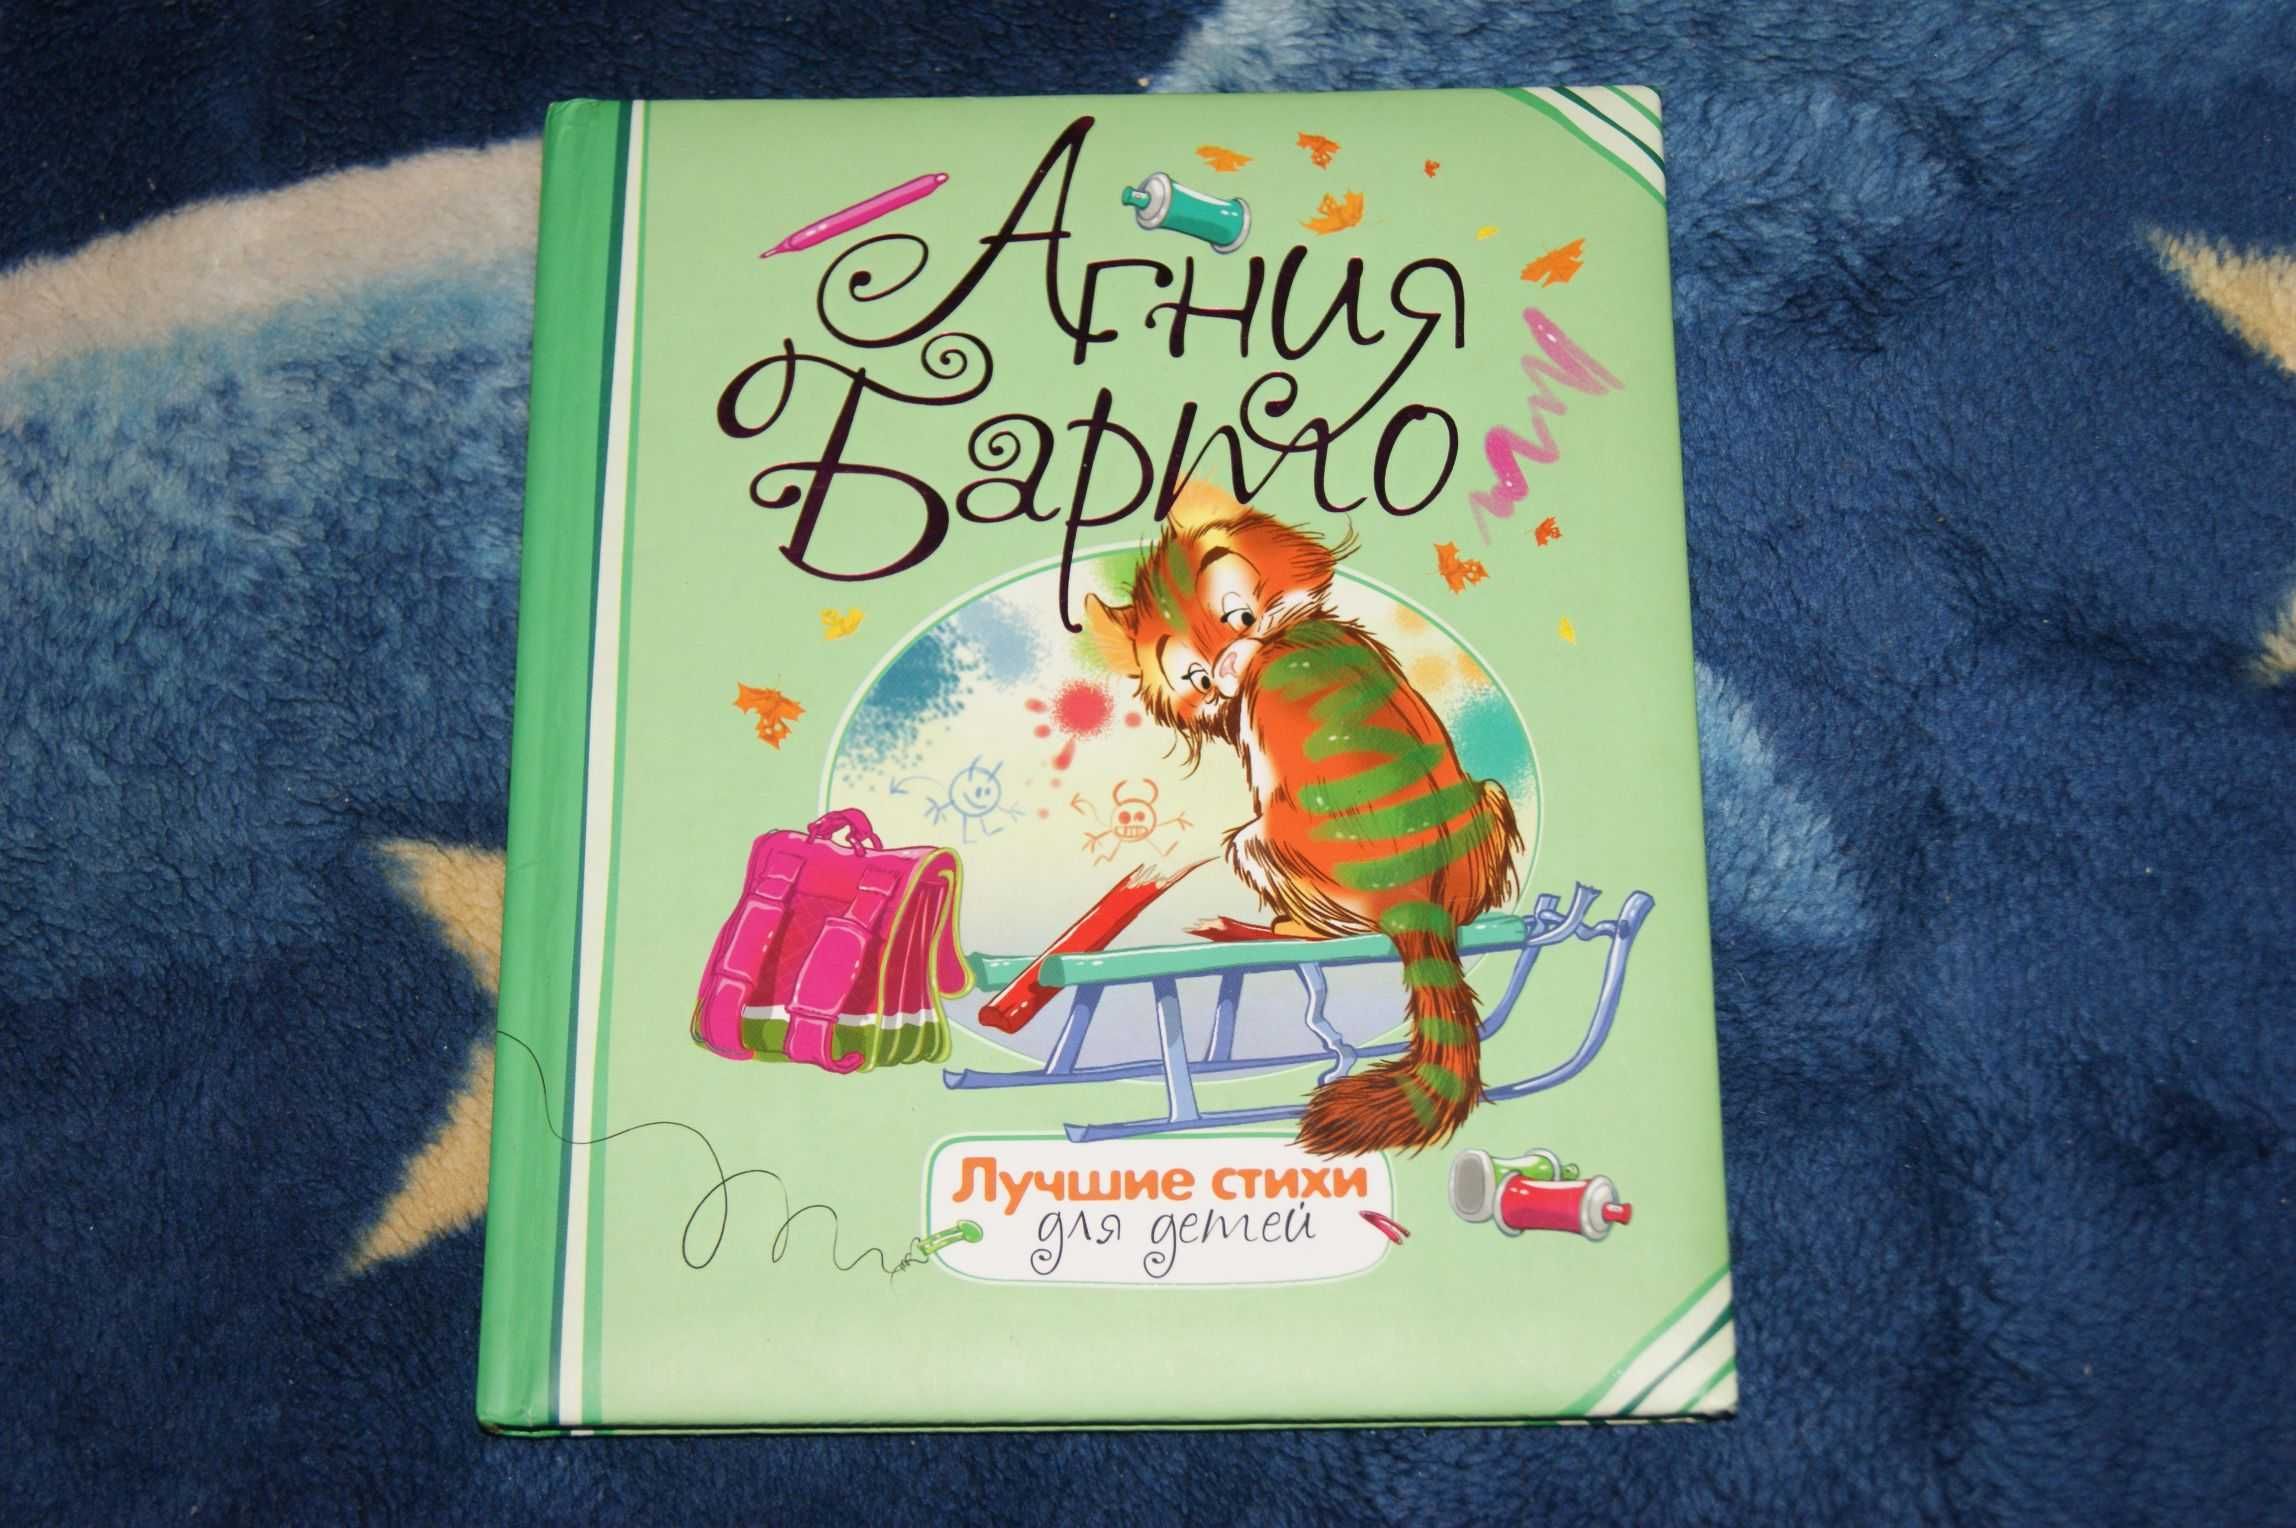 Агния
Барто
Лучшие стихи
для детей